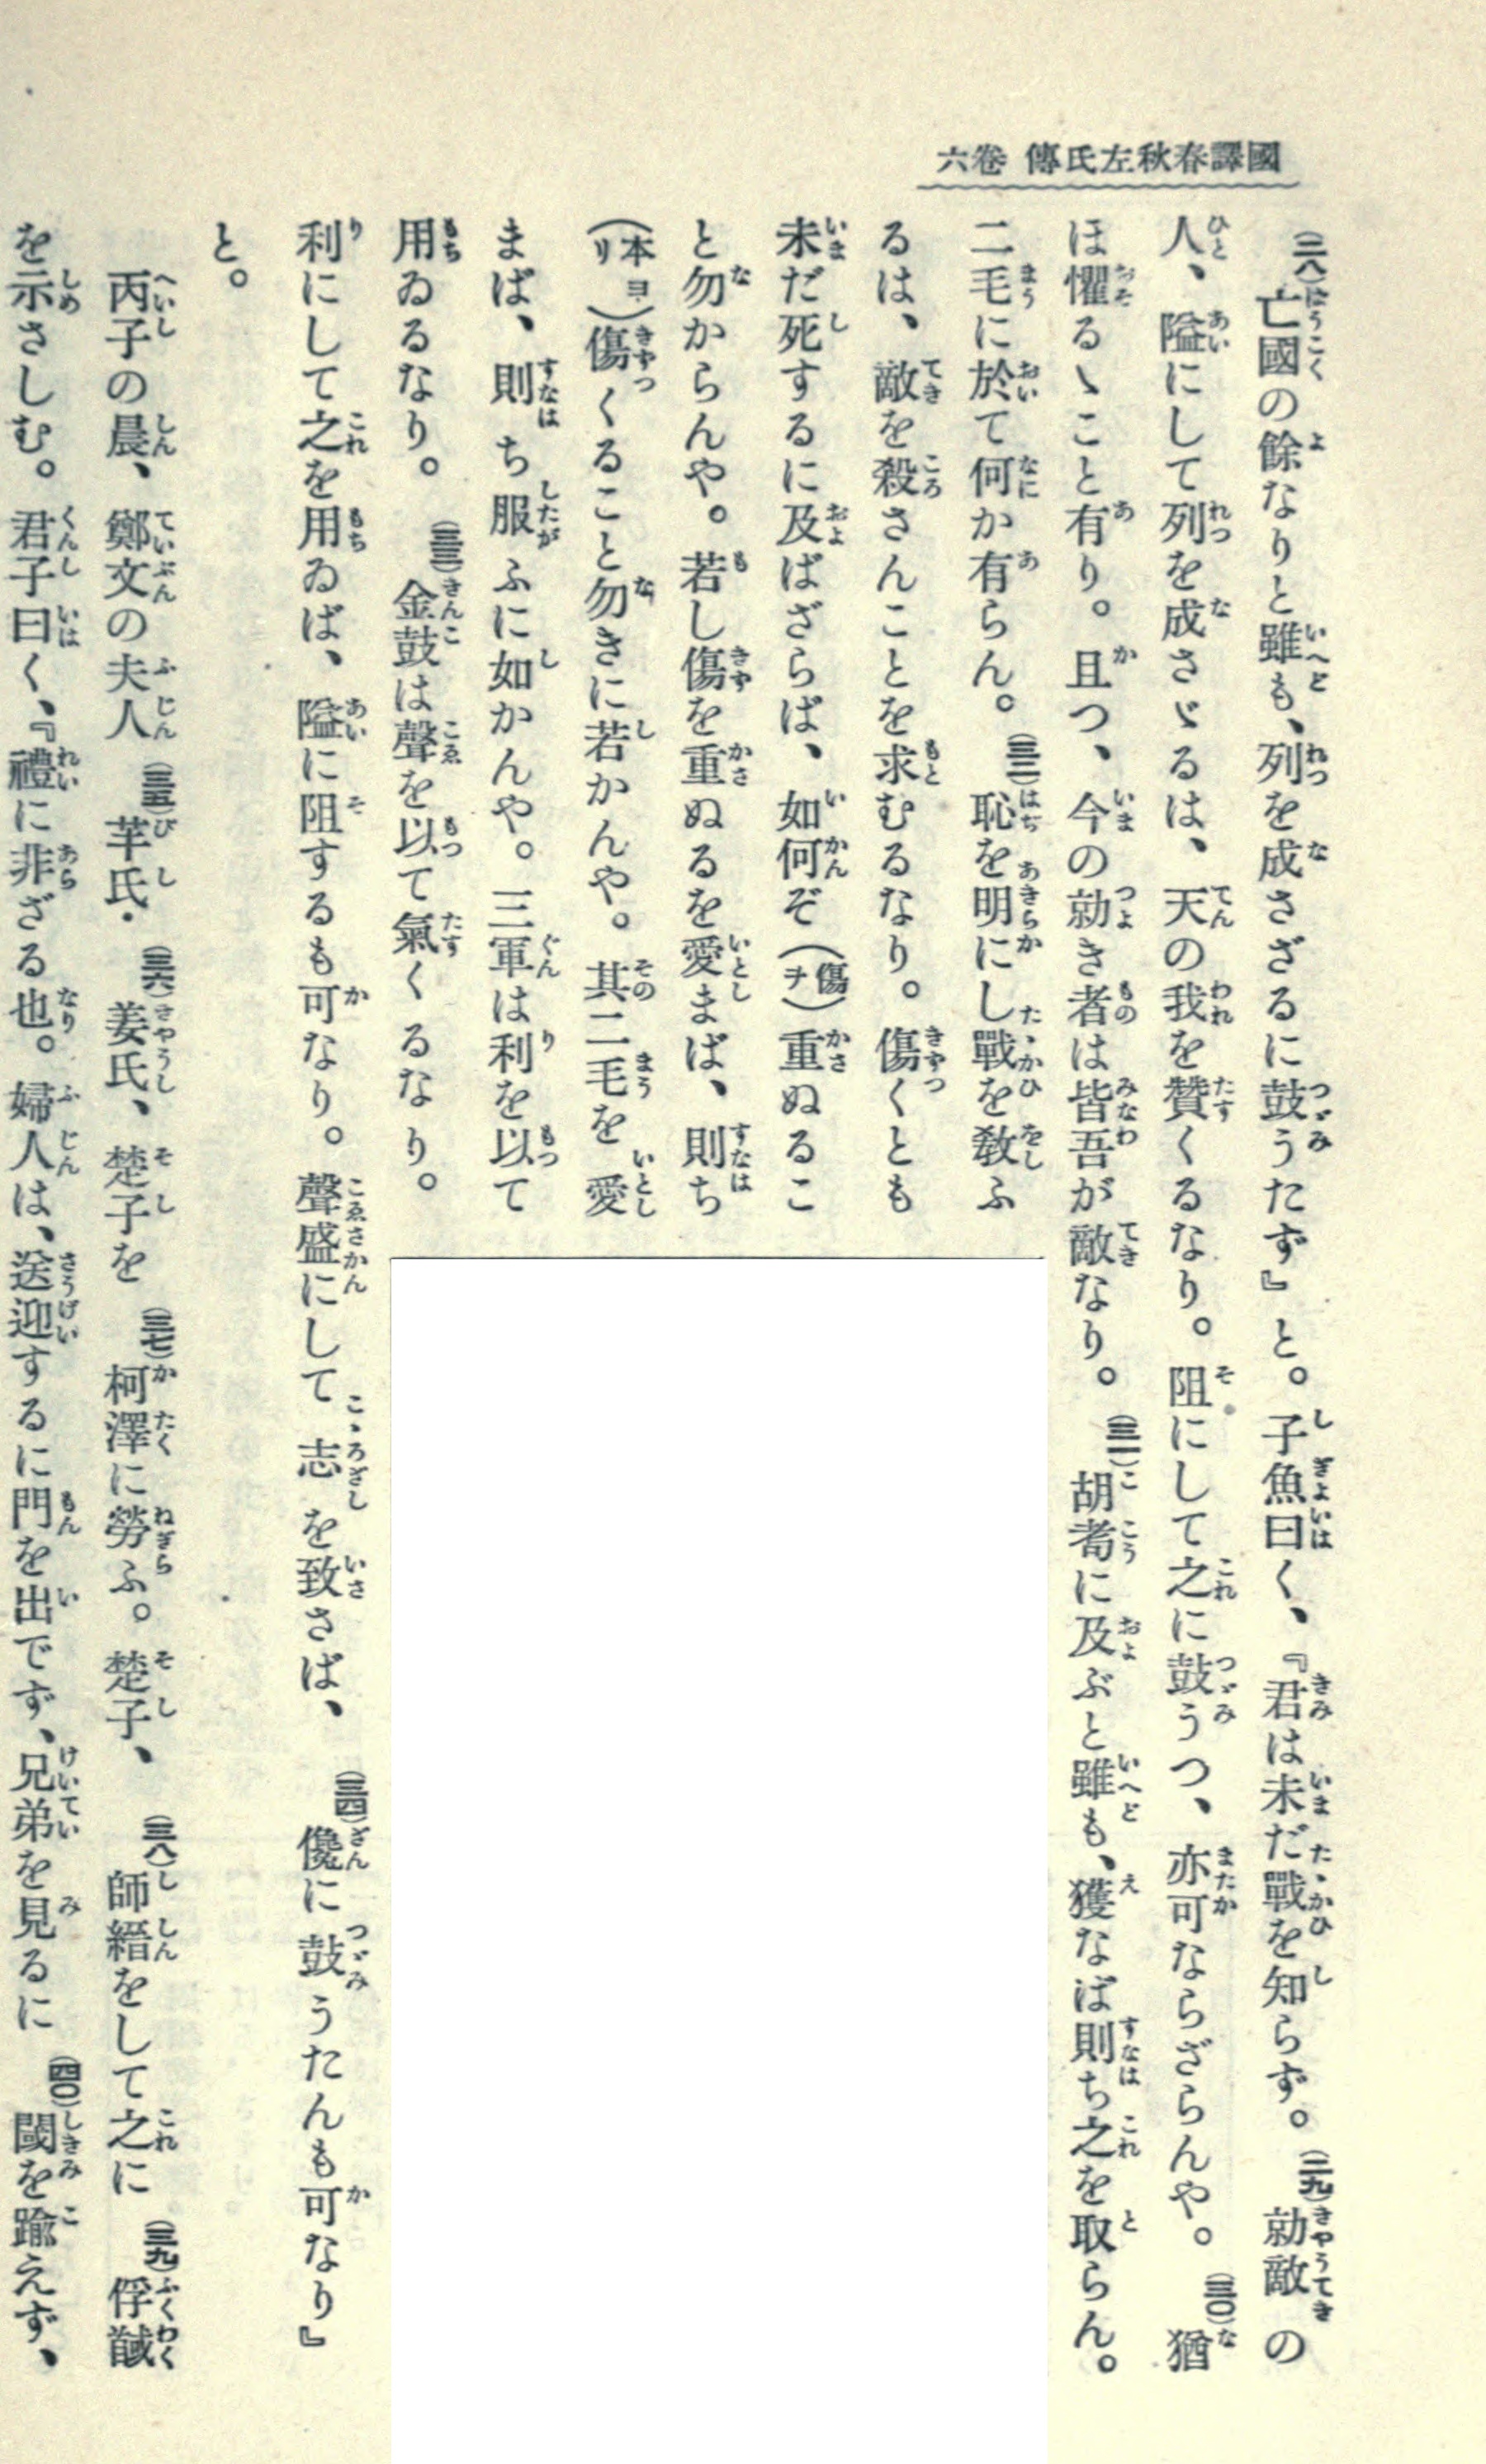 國譯春秋左氏傳 卷六
(二八)亡國の餘なりと雖も、列を成さざるに鼓うたず』と。子魚曰く、『君は未だ戰を知らず。(二九)勍敵の
人、隘にして列を成さゞるは、天の我を贊くるなり。阻にして之に鼓うつ、亦可ならざらんや。(三〇)猶
ほ懼るゝこと有り。且つ、今の勍き者は皆吾が敵なり。(三一)胡耈に及ぶと雖も、獲なば則ち之を取らん。
二毛に於て何か有らん。(三二)恥を明にし戰を敎ふ
るは、敵を殺さんことを求むるなり。傷くとも
未だ死するに及ばざらば、如何ぞ(傷ヲ)重ぬるこ
と勿からんや。若し傷を重ぬるを愛まば、則ち
(本ヨリ)傷くること勿きに若かんや。其二毛を愛
まば、則ち服ふに如かんや。三軍は利を以て
用ゐるなり。(三三)金鼓は聲を以て氣くるなり。
利にして之を用ゐば、隘に阻するも可なり。聲盛にして志を致さば、(三四)儳に鼓うたんも可なり』
と。
丙子の晨、鄭文の夫人(三五)芈氏・(三六)姜氏、楚子を(三七)柯澤に勞ふ。楚子、(三八)師縉をして之に(三九)俘馘
を示さしむ。君子曰く、『禮に非ざる也。婦人は、送迎するに門を出でず、兄弟を見るに(四〇)閾を踰えず、